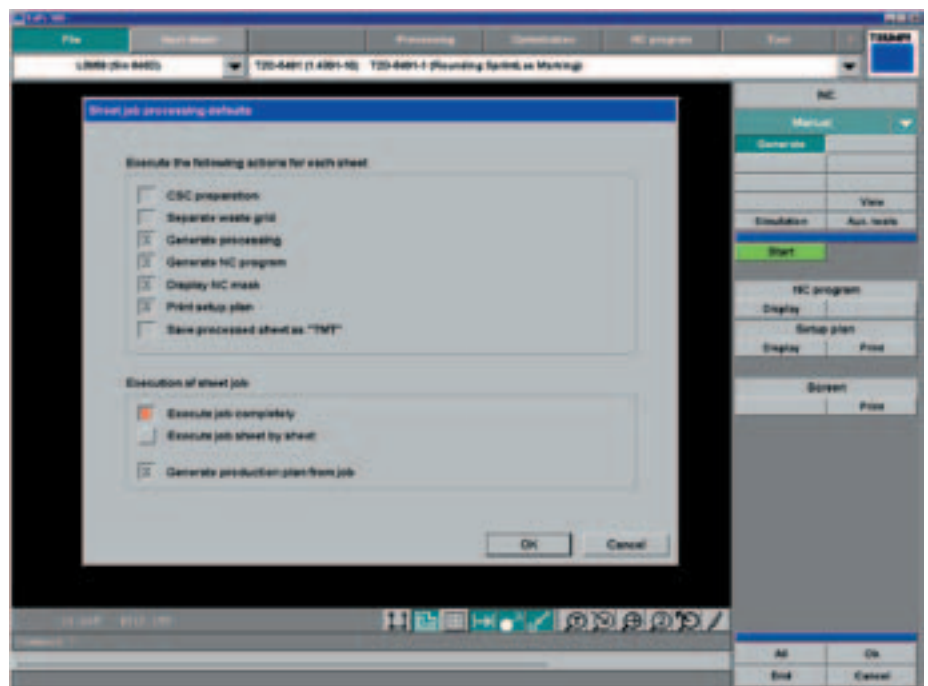 File
Processing
NC program
Tool
TRUMPF
NC
Manual
Sheet job processing defaults
Generate
Execute the following actions for each sheet
CSC preparation
Separate waste grid
View
Generate processing
Simulation
Aux. tools
Generate NC program
Start
Display NC mask
NC program
Print setup plan
Display
Save processed sheet as "TMT"
Setup plan
Display Print
Execution of sheet job
Screen
Execute job completely
Print
Execute job sheet by sheet
Generate production plan from job
OK Cancel
All Ok
End Cancel